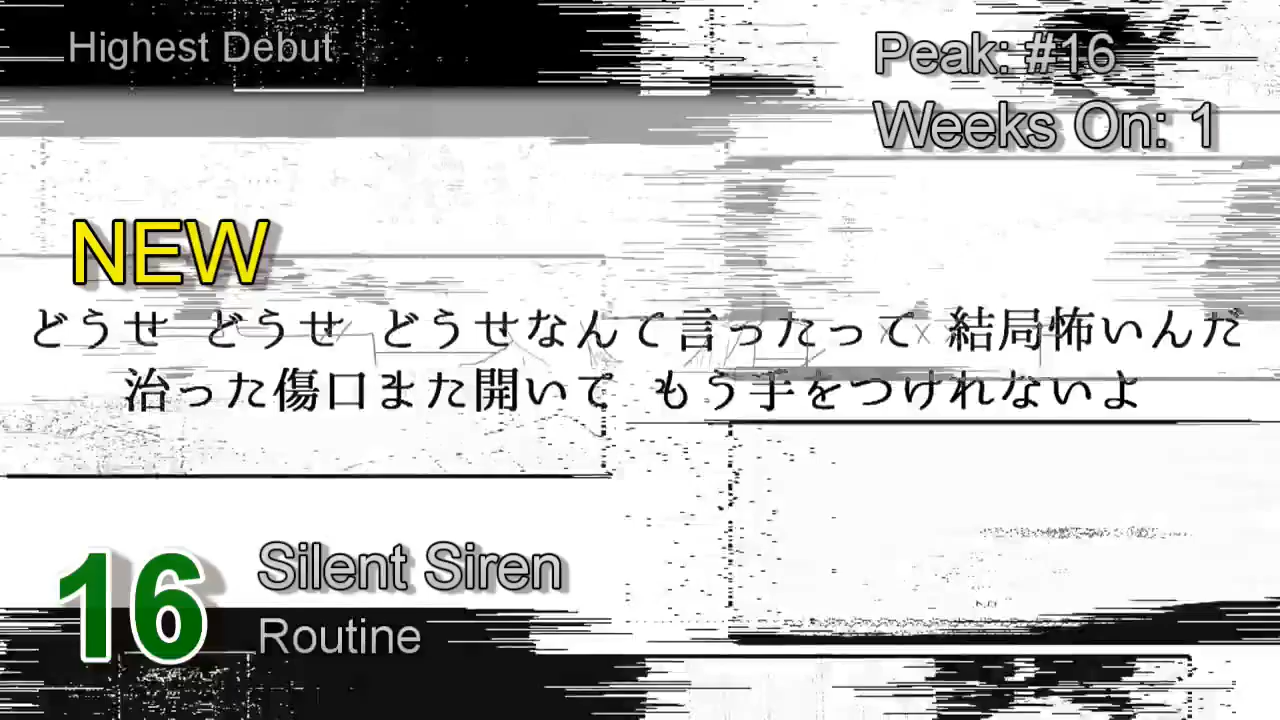 Highest Debut
Peak: #16
Weeks On: 1
NEW
どうせ どうせ どうせなんて言ったって 結局怖いんだ
治った傷口また開いて もう手をつけれないよ
16
Silent Siren
Routine